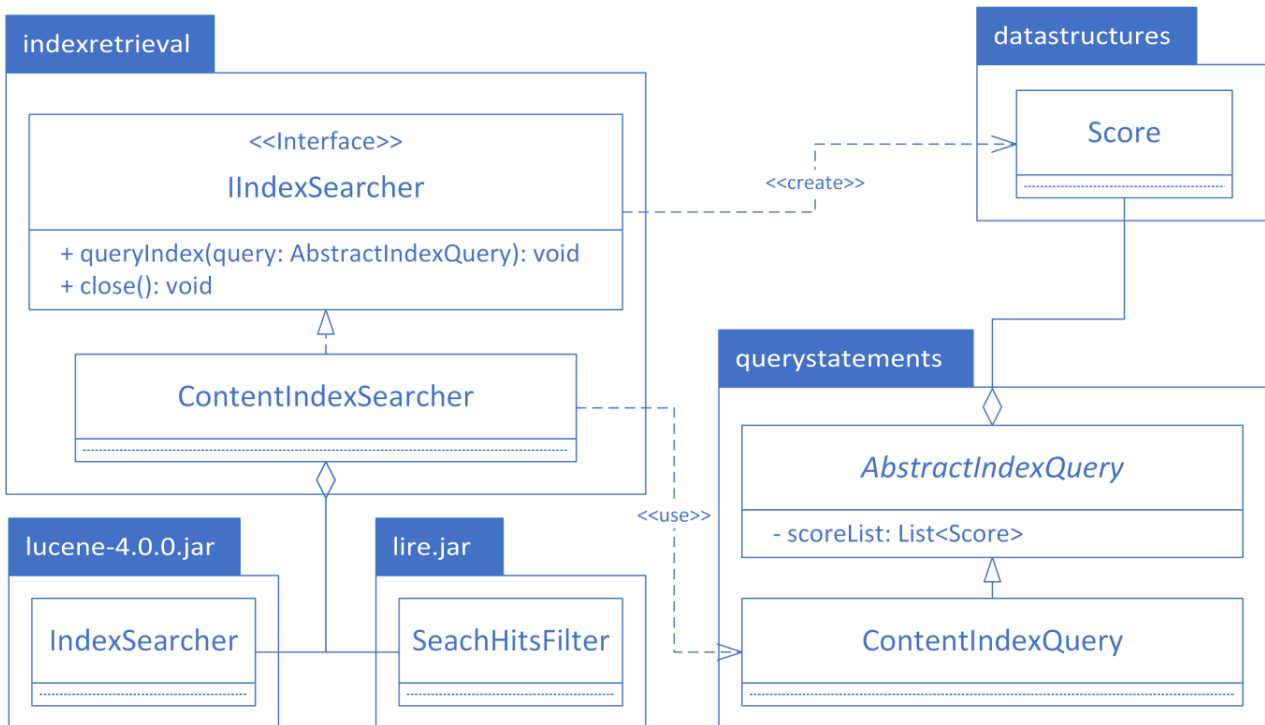 indexretrieval
<<Interface>>
IIndexSearcher
+ queryIndex(query: AbstractIndexQuery): void
+ close(): void
ContentIndexSearcher
lucene-4.0.0.jar
IndexSearcher
lire.jar
SeachHitsFilter
<<create>>
<<use>>
datastructures
Score
querystatements
AbstractIndexQuery
- scoreList: List<Score>
ContentIndexQuery